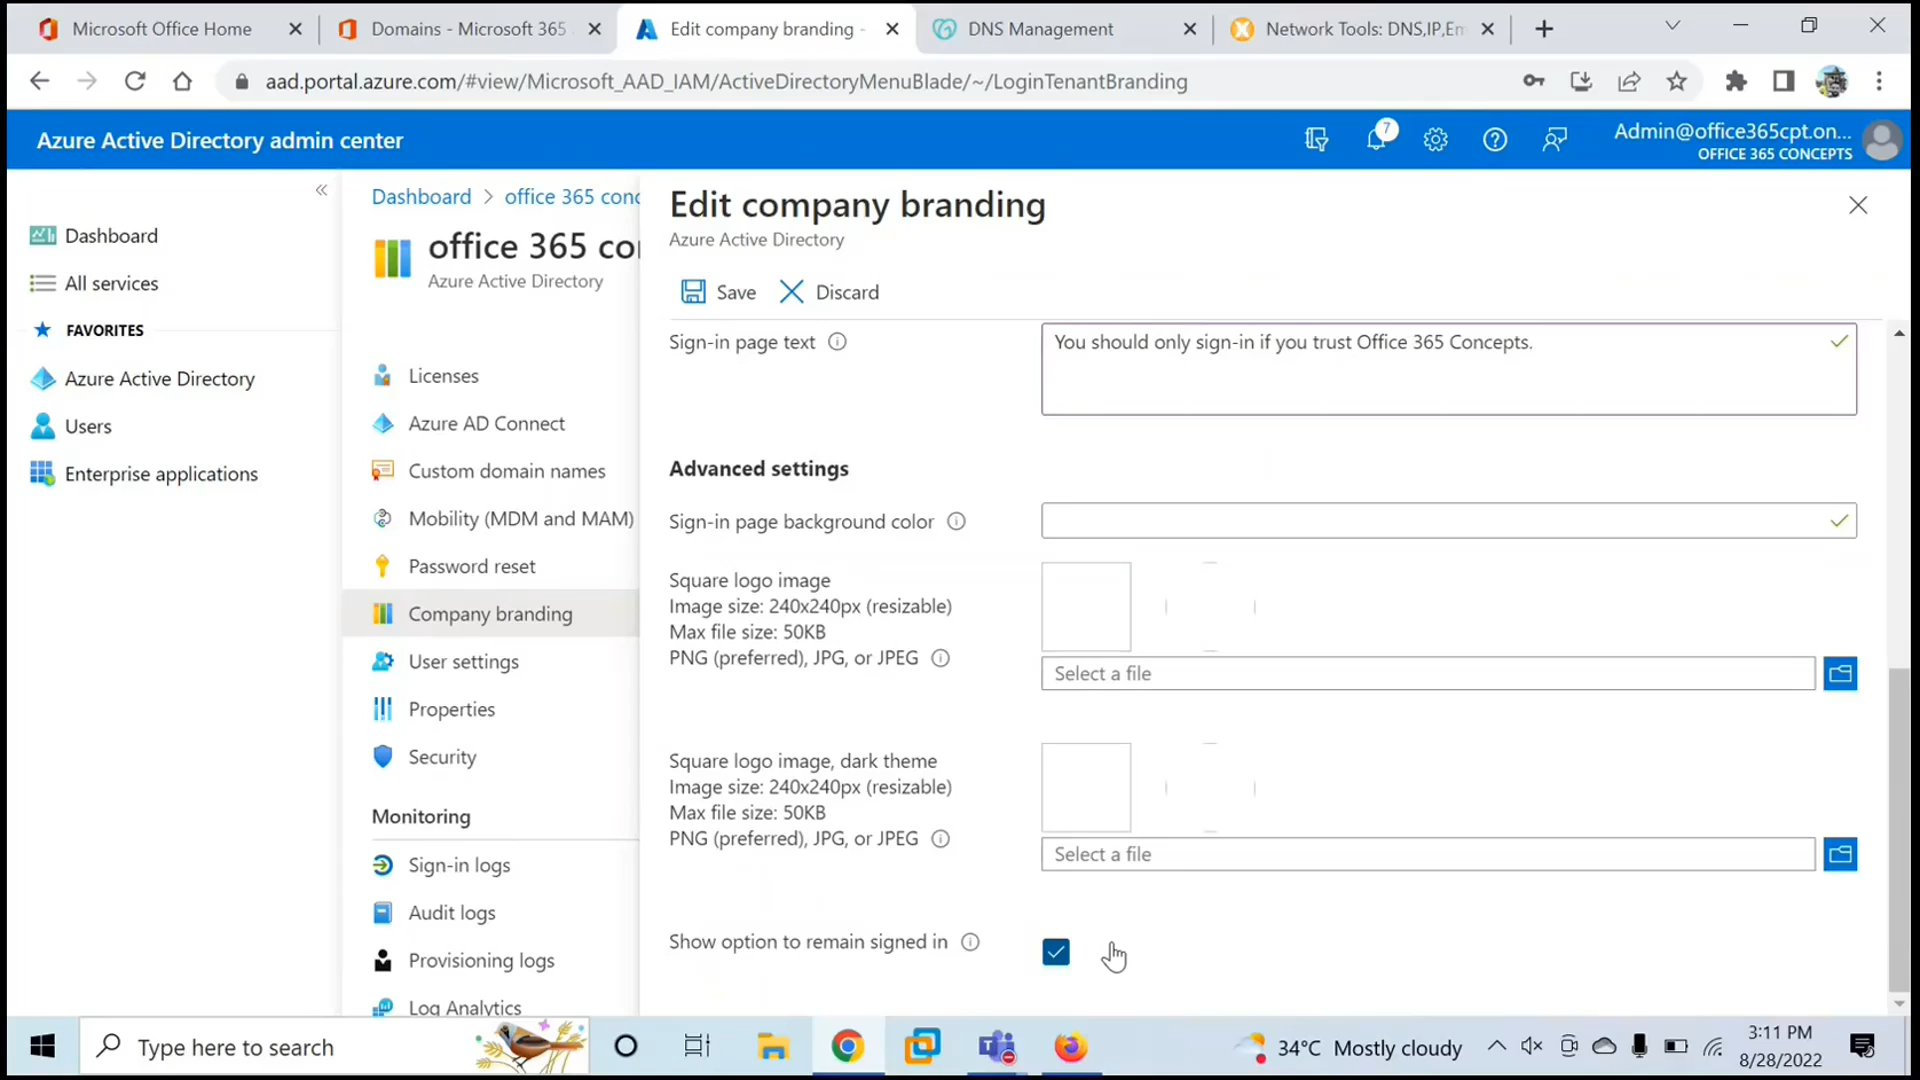 Microsoft Office Home
Domains - Microsoft 365
Edit company branding -
DNS Management
Network Tools: DNS,IP,Em
aad.portal.azure.com/#view/Microsoft_AAD_IAM/ActiveDirectoryMenuBlade/~/LoginTenantBranding
Azure Active Directory admin center
7
Admin@office365cpt.on...
OFFICE 365 CONCEPTS
Dashboard
All services
FAVORITES
Azure Active Directory
Users
Enterprise applications
Dashboard > office 365 conc
office 365 co
Azure Active Directory
Licenses
Azure AD Connect
Custom domain names
Mobility (MDM and MAM)
Password reset
Company branding
User settings
Properties
Security
Monitoring
Sign-in logs
Audit logs
Provisioning logs
Log Analytics
Edit company branding
Azure Active Directory
Save
Discard
Sign-in page text
You should only sign-in if you trust Office 365 Concepts.
Advanced settings
Sign-in page background color
Square logo image
Image size: 240x240px (resizable)
Max file size: 50KB
PNG (preferred), JPG, or JPEG
Select a file
Square logo image, dark theme
Image size: 240x240px (resizable)
Max file size: 50KB
PNG (preferred), JPG, or JPEG
Select a file
Show option to remain signed in
Type here to search
34°C Mostly cloudy
3:11 PM
8/28/2022